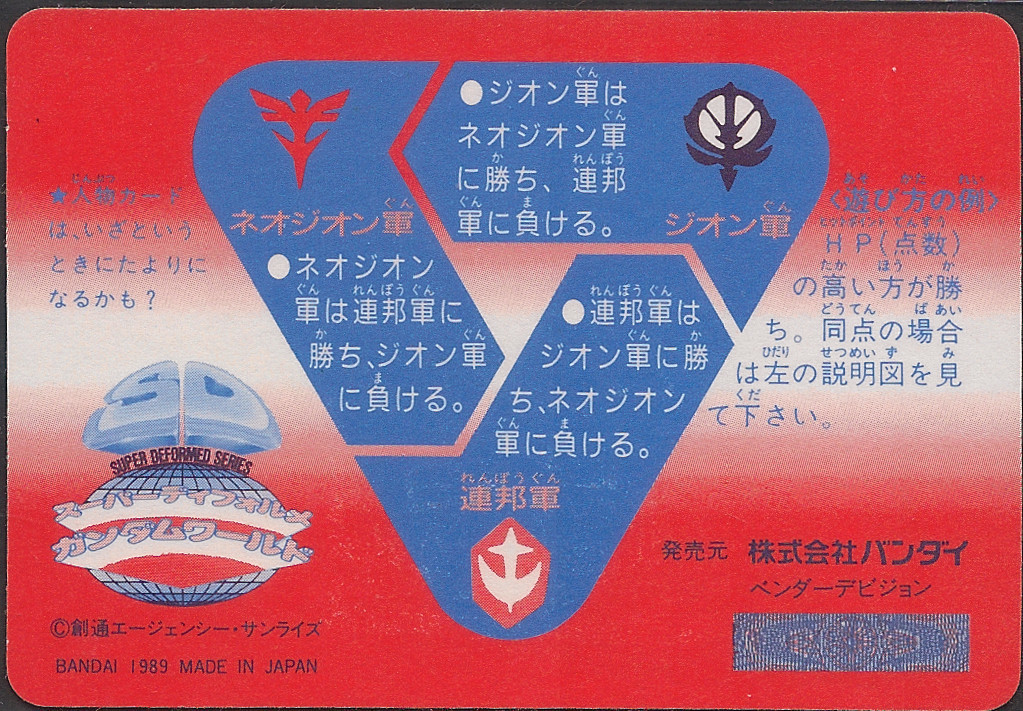 ●ジオン軍は
ネオジオン軍
に勝ち、連邦
軍に負ける。
ネオジオン軍
ジオン軍
●ネオジオン
軍は連邦軍に
勝ち、ジオン軍
に負ける。
●連邦軍は
ジオン軍に勝
ち、ネオジオン
軍に負ける。
連邦軍
★人物カード
は、いざという
ときにたよりに
なるかも?
〈遊び方の例〉
HP(点数)
の高い方が勝
ち。同点の場合
は左の説明図を見
て下さい。
SUPER DEFORMED SERIES
スーパーディフォルメ
ガンダムワールド
©創通エージェンシー・サンライズ
BANDAI 1989 MADE IN JAPAN
発売元 株式会社バンダイ
ベンダーデビジョン